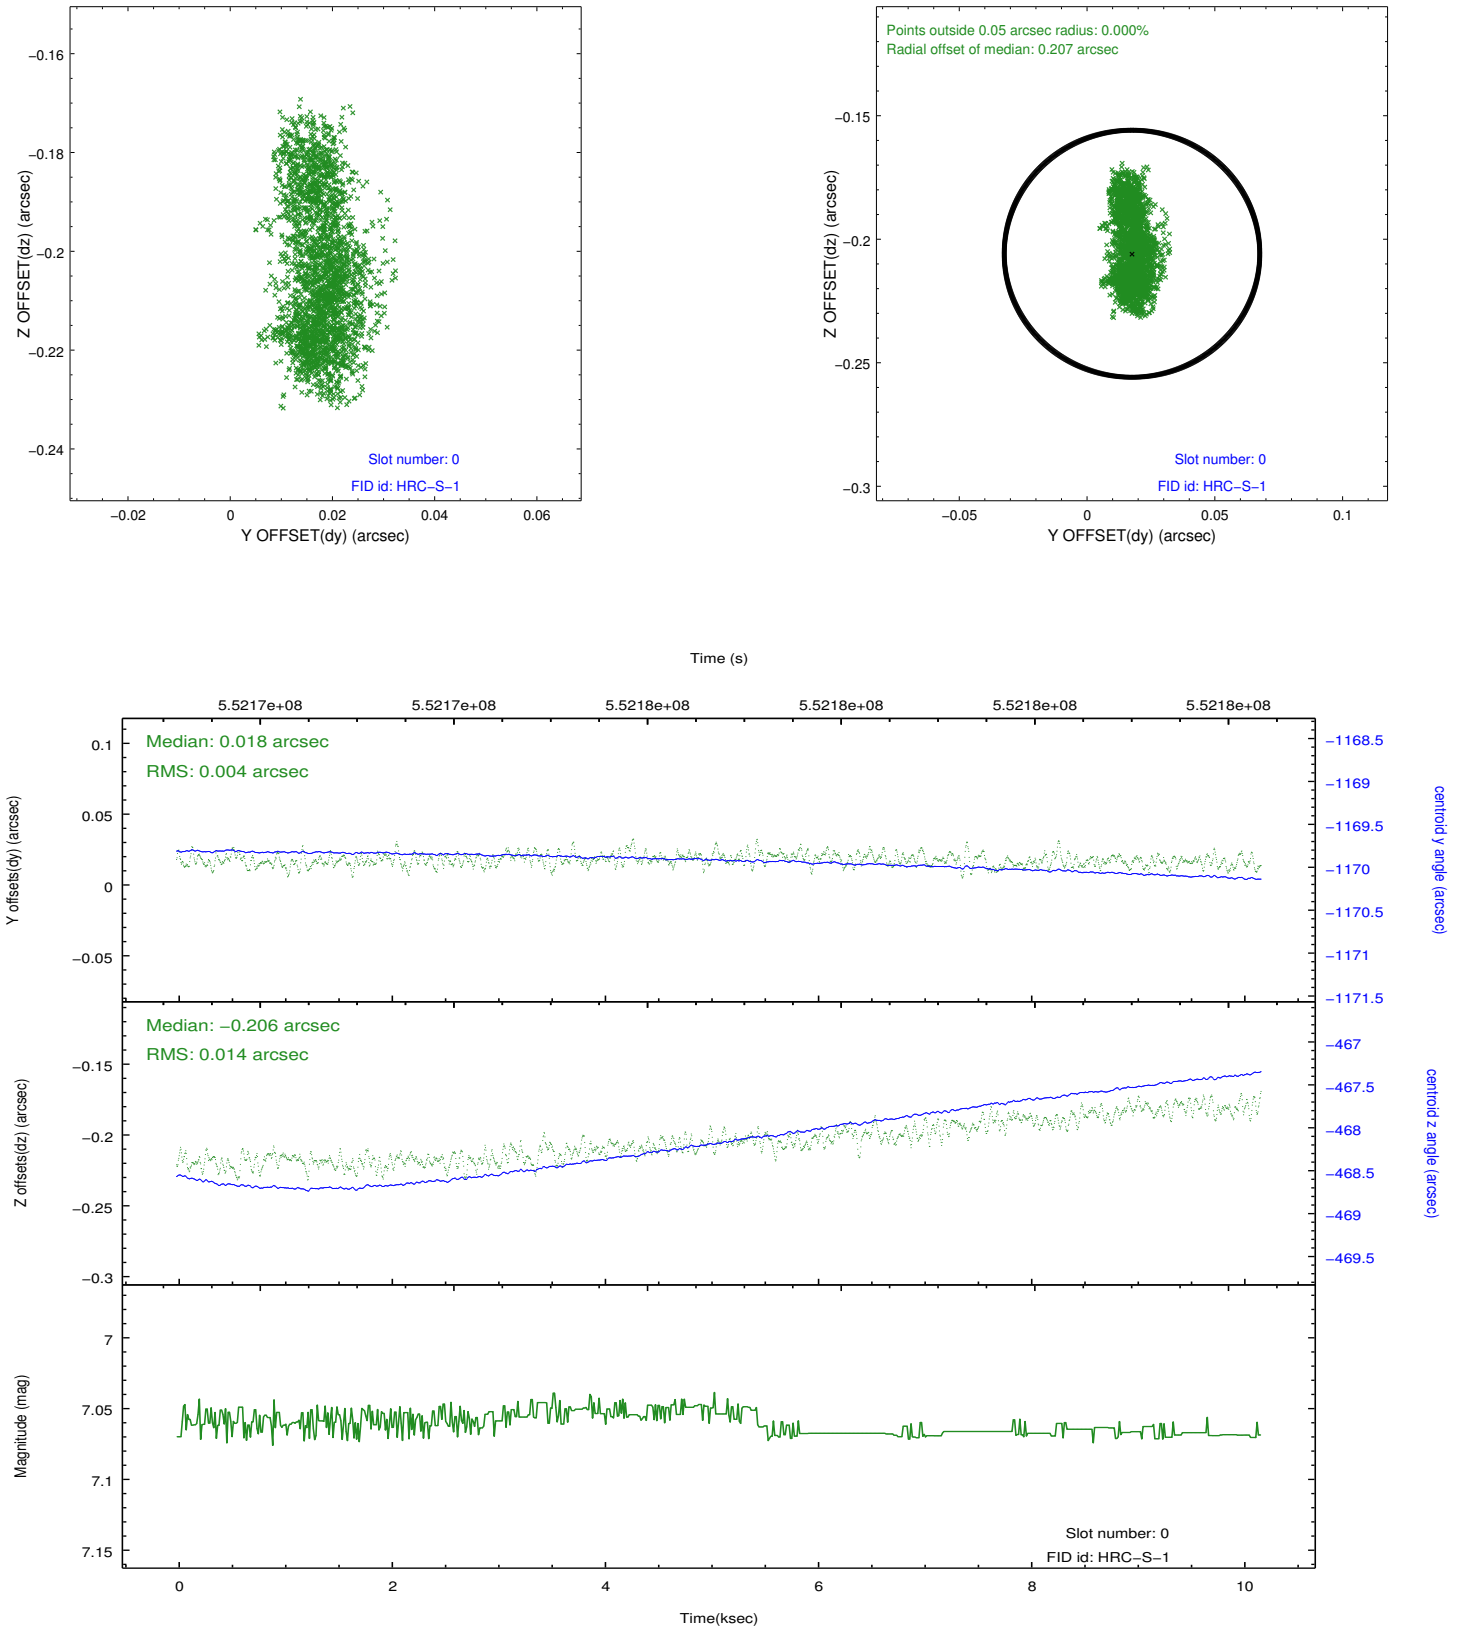 −0.16
−0.18
−0.2
−0.22
−0.24
Z OFFSET(dz) (arcsec)
Slot number: 0
FID id: HRC−S−1
−0.02 0 0.02 0.04 0.06
Y OFFSET(dy) (arcsec)
Points outside 0.05 arcsec radius: 0.000%
Radial offset of median: 0.207 arcsec
−0.15
−0.2
−0.25
−0.3
Z OFFSET(dz) (arcsec)
Slot number: 0
FID id: HRC−S−1
−0.05 0 0.05 0.1
Y OFFSET(dy) (arcsec)
Time (s)
5.5217e+08 5.5217e+08 5.5218e+08 5.5218e+08 5.5218e+08 5.5218e+08
Median: 0.018 arcsec
RMS: 0.004 arcsec
0.1
0.05
0
−0.05
Y offsets(dy) (arcsec)
−1168.5
−1169
−1169.5
−1170
−1170.5
−1171
−1171.5
centroid y angle (arcsec)
Median: −0.206 arcsec
RMS: 0.014 arcsec
−0.15
−0.2
−0.25
−0.3
Z offsets(dz) (arcsec)
−467
−467.5
−468
−468.5
−469
−469.5
centroid z angle (arcsec)
7
7.05
7.1
7.15
Magnitude (mag)
Slot number: 0
FID id: HRC−S−1
0 2 4 6 8 10
Time(ksec)